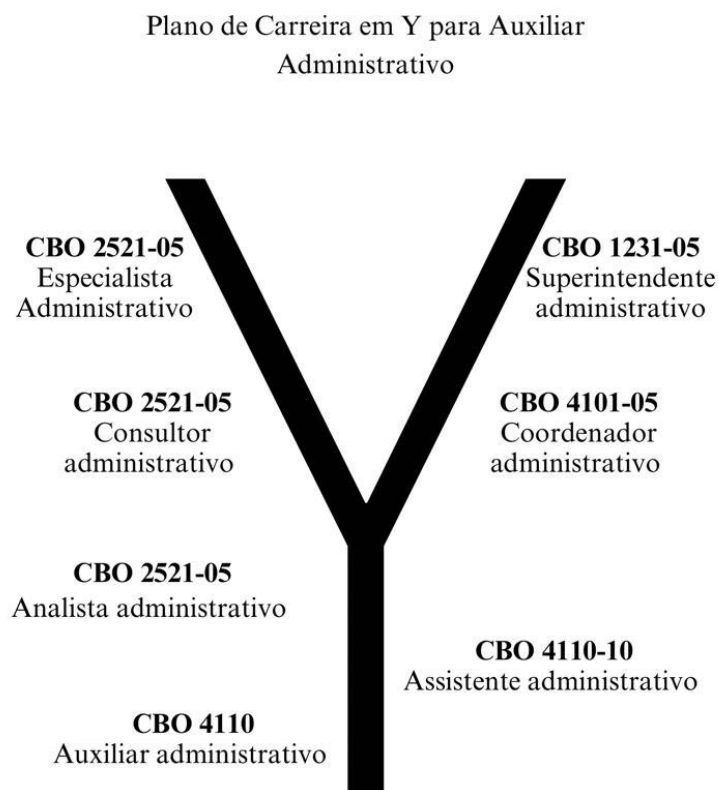 Plano de Carreira em Y para Auxiliar
Administrativo
CBO 2521-05
Especialista
Administrativo
CBO 1231-05
Superintendente
administrativo
CBO 2521-05
Consultor
administrativo
CBO 4101-05
Coordenador
administrativo
CBO 2521-05
Analista administrativo
CBO 4110-10
Assistente administrativo
CBO 4110
Auxiliar administrativo